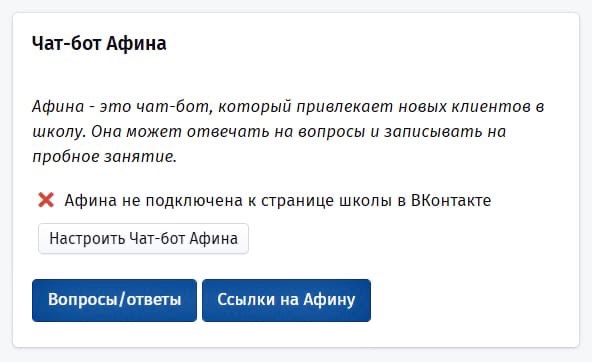 Чат-бот Афина
Афина - это чат-бот, который привлекает новых клиентов в
школу. Она может отвечать на вопросы и записывать на
пробное занятие.
Афина не подключена к странице школы в ВКонтакте
Настроить Чат-бот Афина
Вопросы/ответы Ссылки на Афину